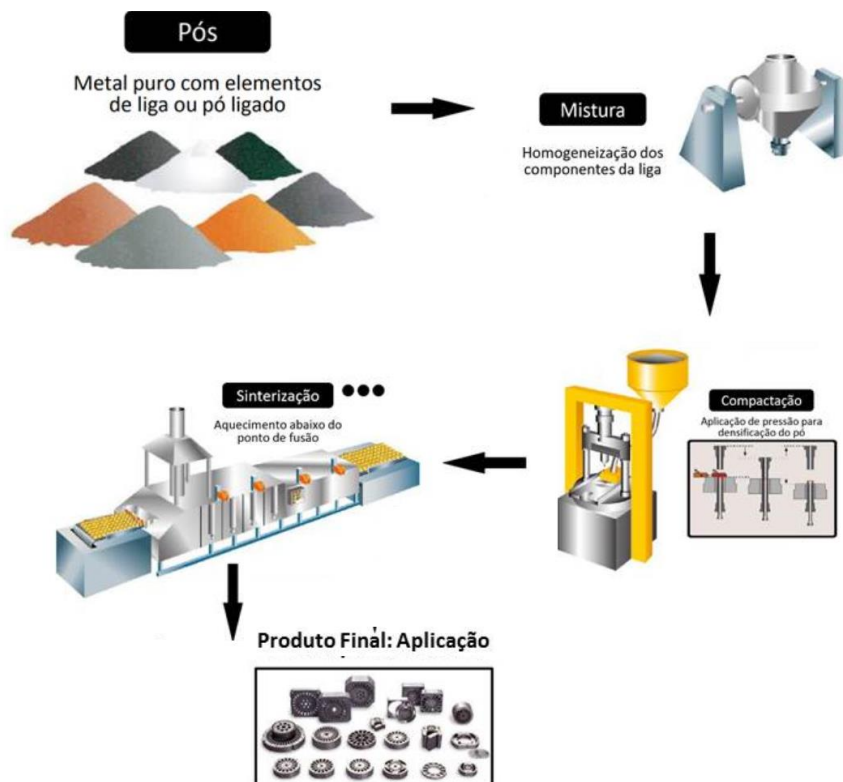 Pós
Metal puro com elementos
de liga ou pó ligado
Mistura
Homogeneização dos
componentes da liga
Compactação
Aplicação de pressão para
densificação do pó
Sinterização
Aquecimento abaixo do
ponto de fusão
Produto Final: Aplicação